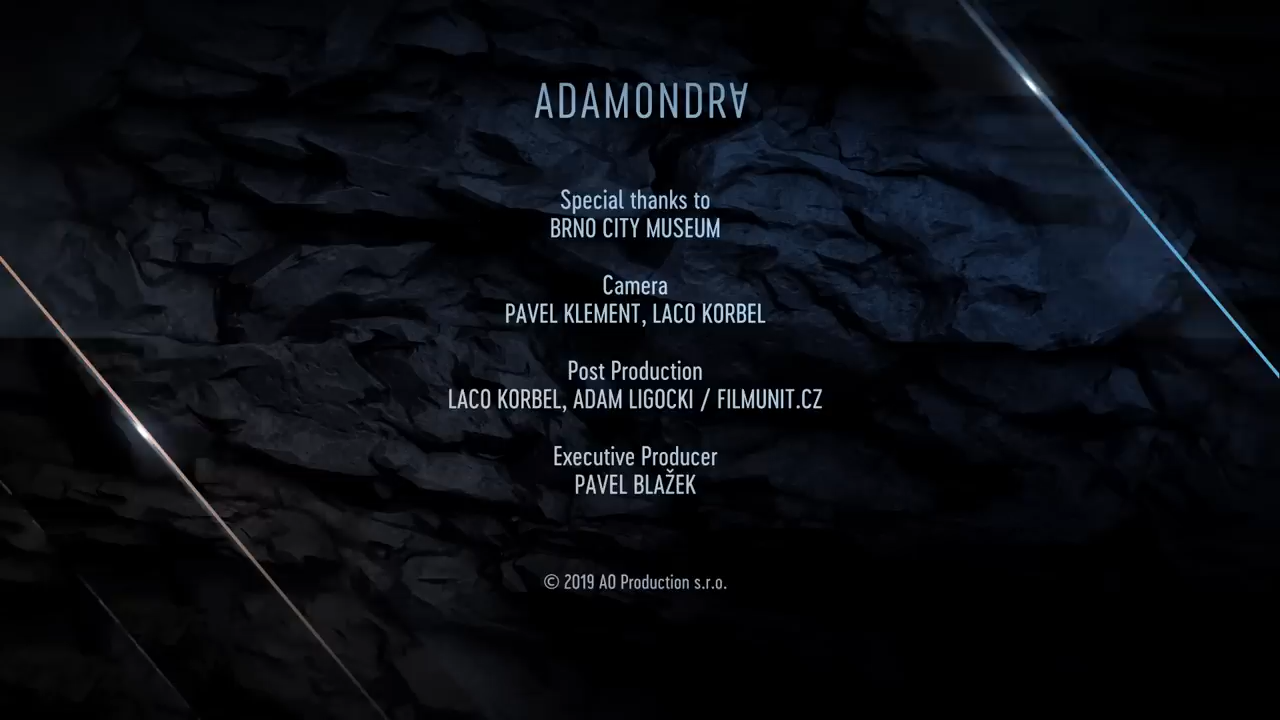 ADAMONDRⱯ
Special thanks to
BRNO CITY MUSEUM
Camera
PAVEL KLEMENT, LACO KORBEL
Post Production
LACO KORBEL, ADAM LIGOCKI / FILMUNIT.CZ
Executive Producer
PAVEL BLAŽEK
© 2019 AO Production s.r.o.